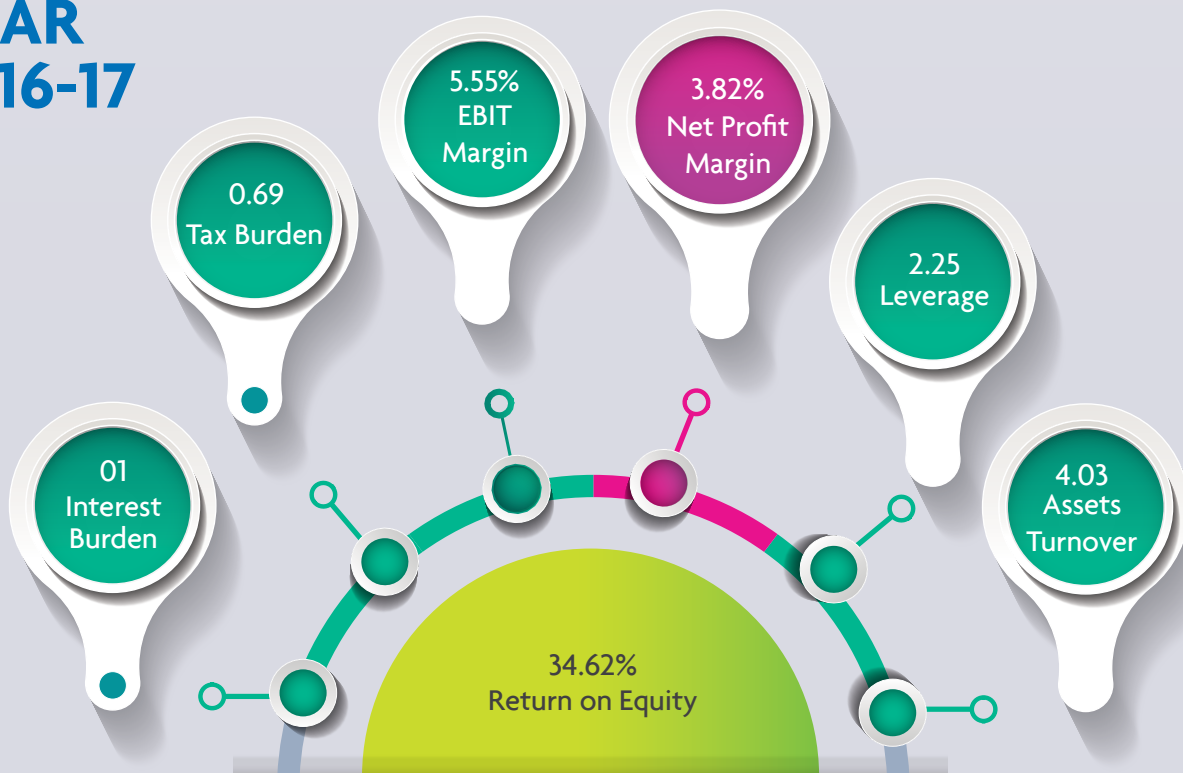 AR
16-17
5.55%
EBIT
Margin
3.82%
Net Profit
Margin
0.69
Tax Burden
2.25
Leverage
01
Interest
Burden
4.03
Assets
Turnover
34.62%
Return on Equity